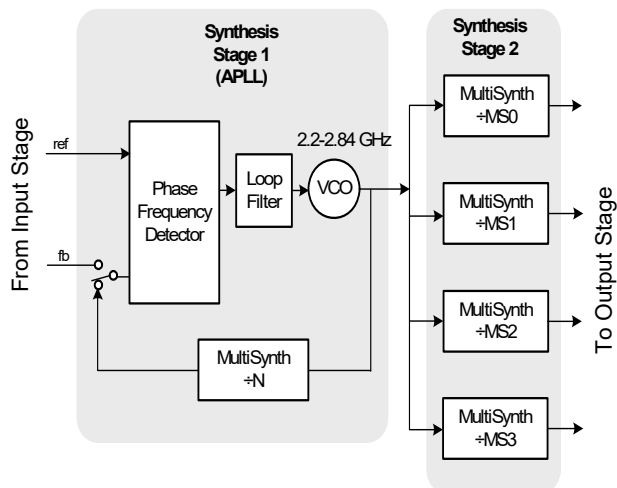 Synthesis
Stage 1
(APLL)
Synthesis
Stage 2
From Input Stage
ref
fb
Phase
Frequency
Detector
Loop
Filter
2.2-2.84 GHz
VCO
MultiSynth
÷N
MultiSynth
÷MS0
MultiSynth
÷MS1
MultiSynth
÷MS2
MultiSynth
÷MS3
To Output Stage